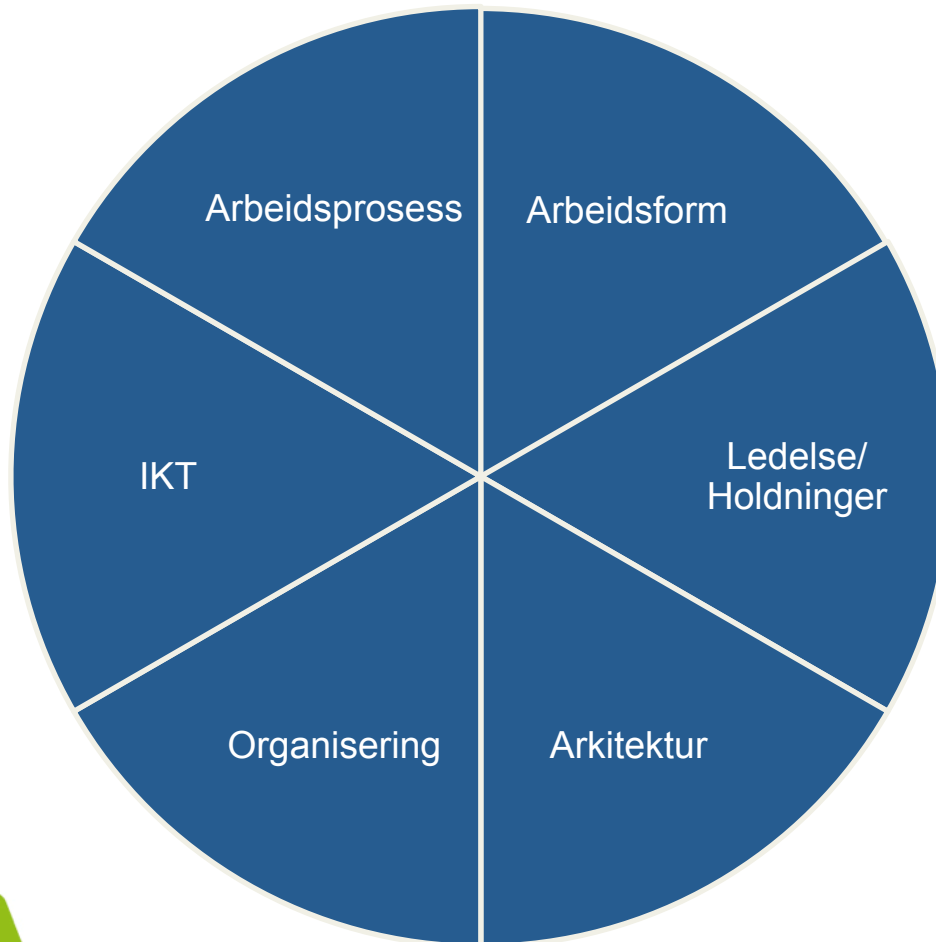 Arbeidsprosess
Arbeidsform
IKT
Ledelse/
Holdninger
Organisering
Arkitektur